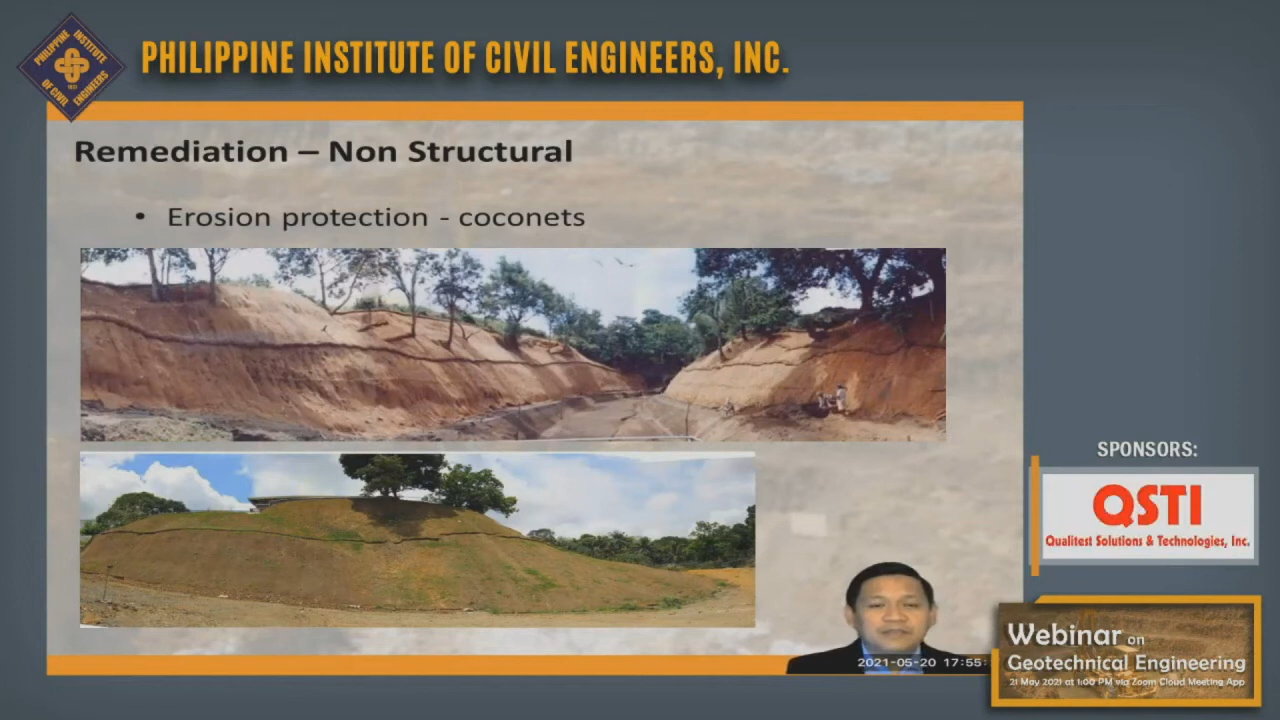 PHILIPPINE INSTITUTE OF CIVIL ENGINEERS, INC.
PHILIPPINE INSTITUTE
OF CIVIL ENGINEERS
Remediation – Non Structural
• Erosion protection - coconets
SPONSORS:
QSTI
Qualitest Solutions & Technologies, Inc.
2021-05-20 17:55:
Webinar on
Geotechnical Engineering
21 May 2021 at 1:00 PM via Zoom Cloud Meeting App